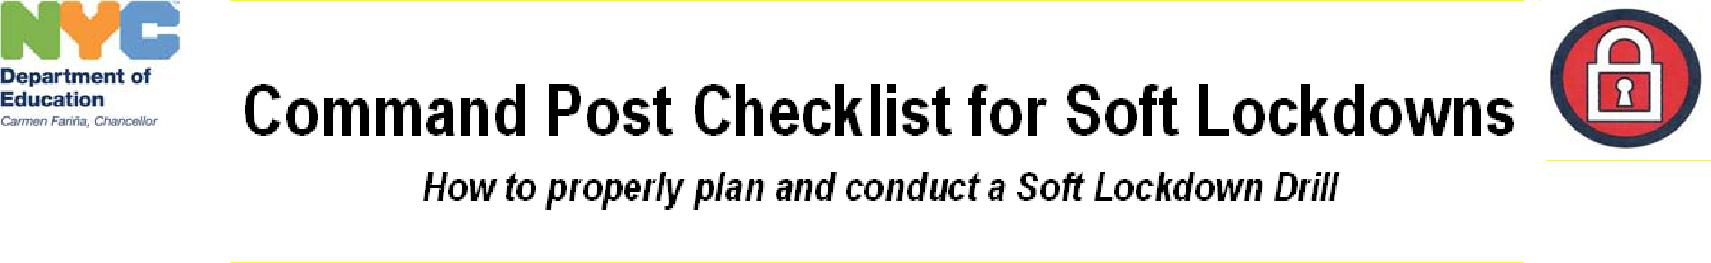 NYC
Department of
Education
Carmen Fariña, Chancellor
Command Post Checklist for Soft Lockdowns
How to properly plan and conduct a Soft Lockdown Drill